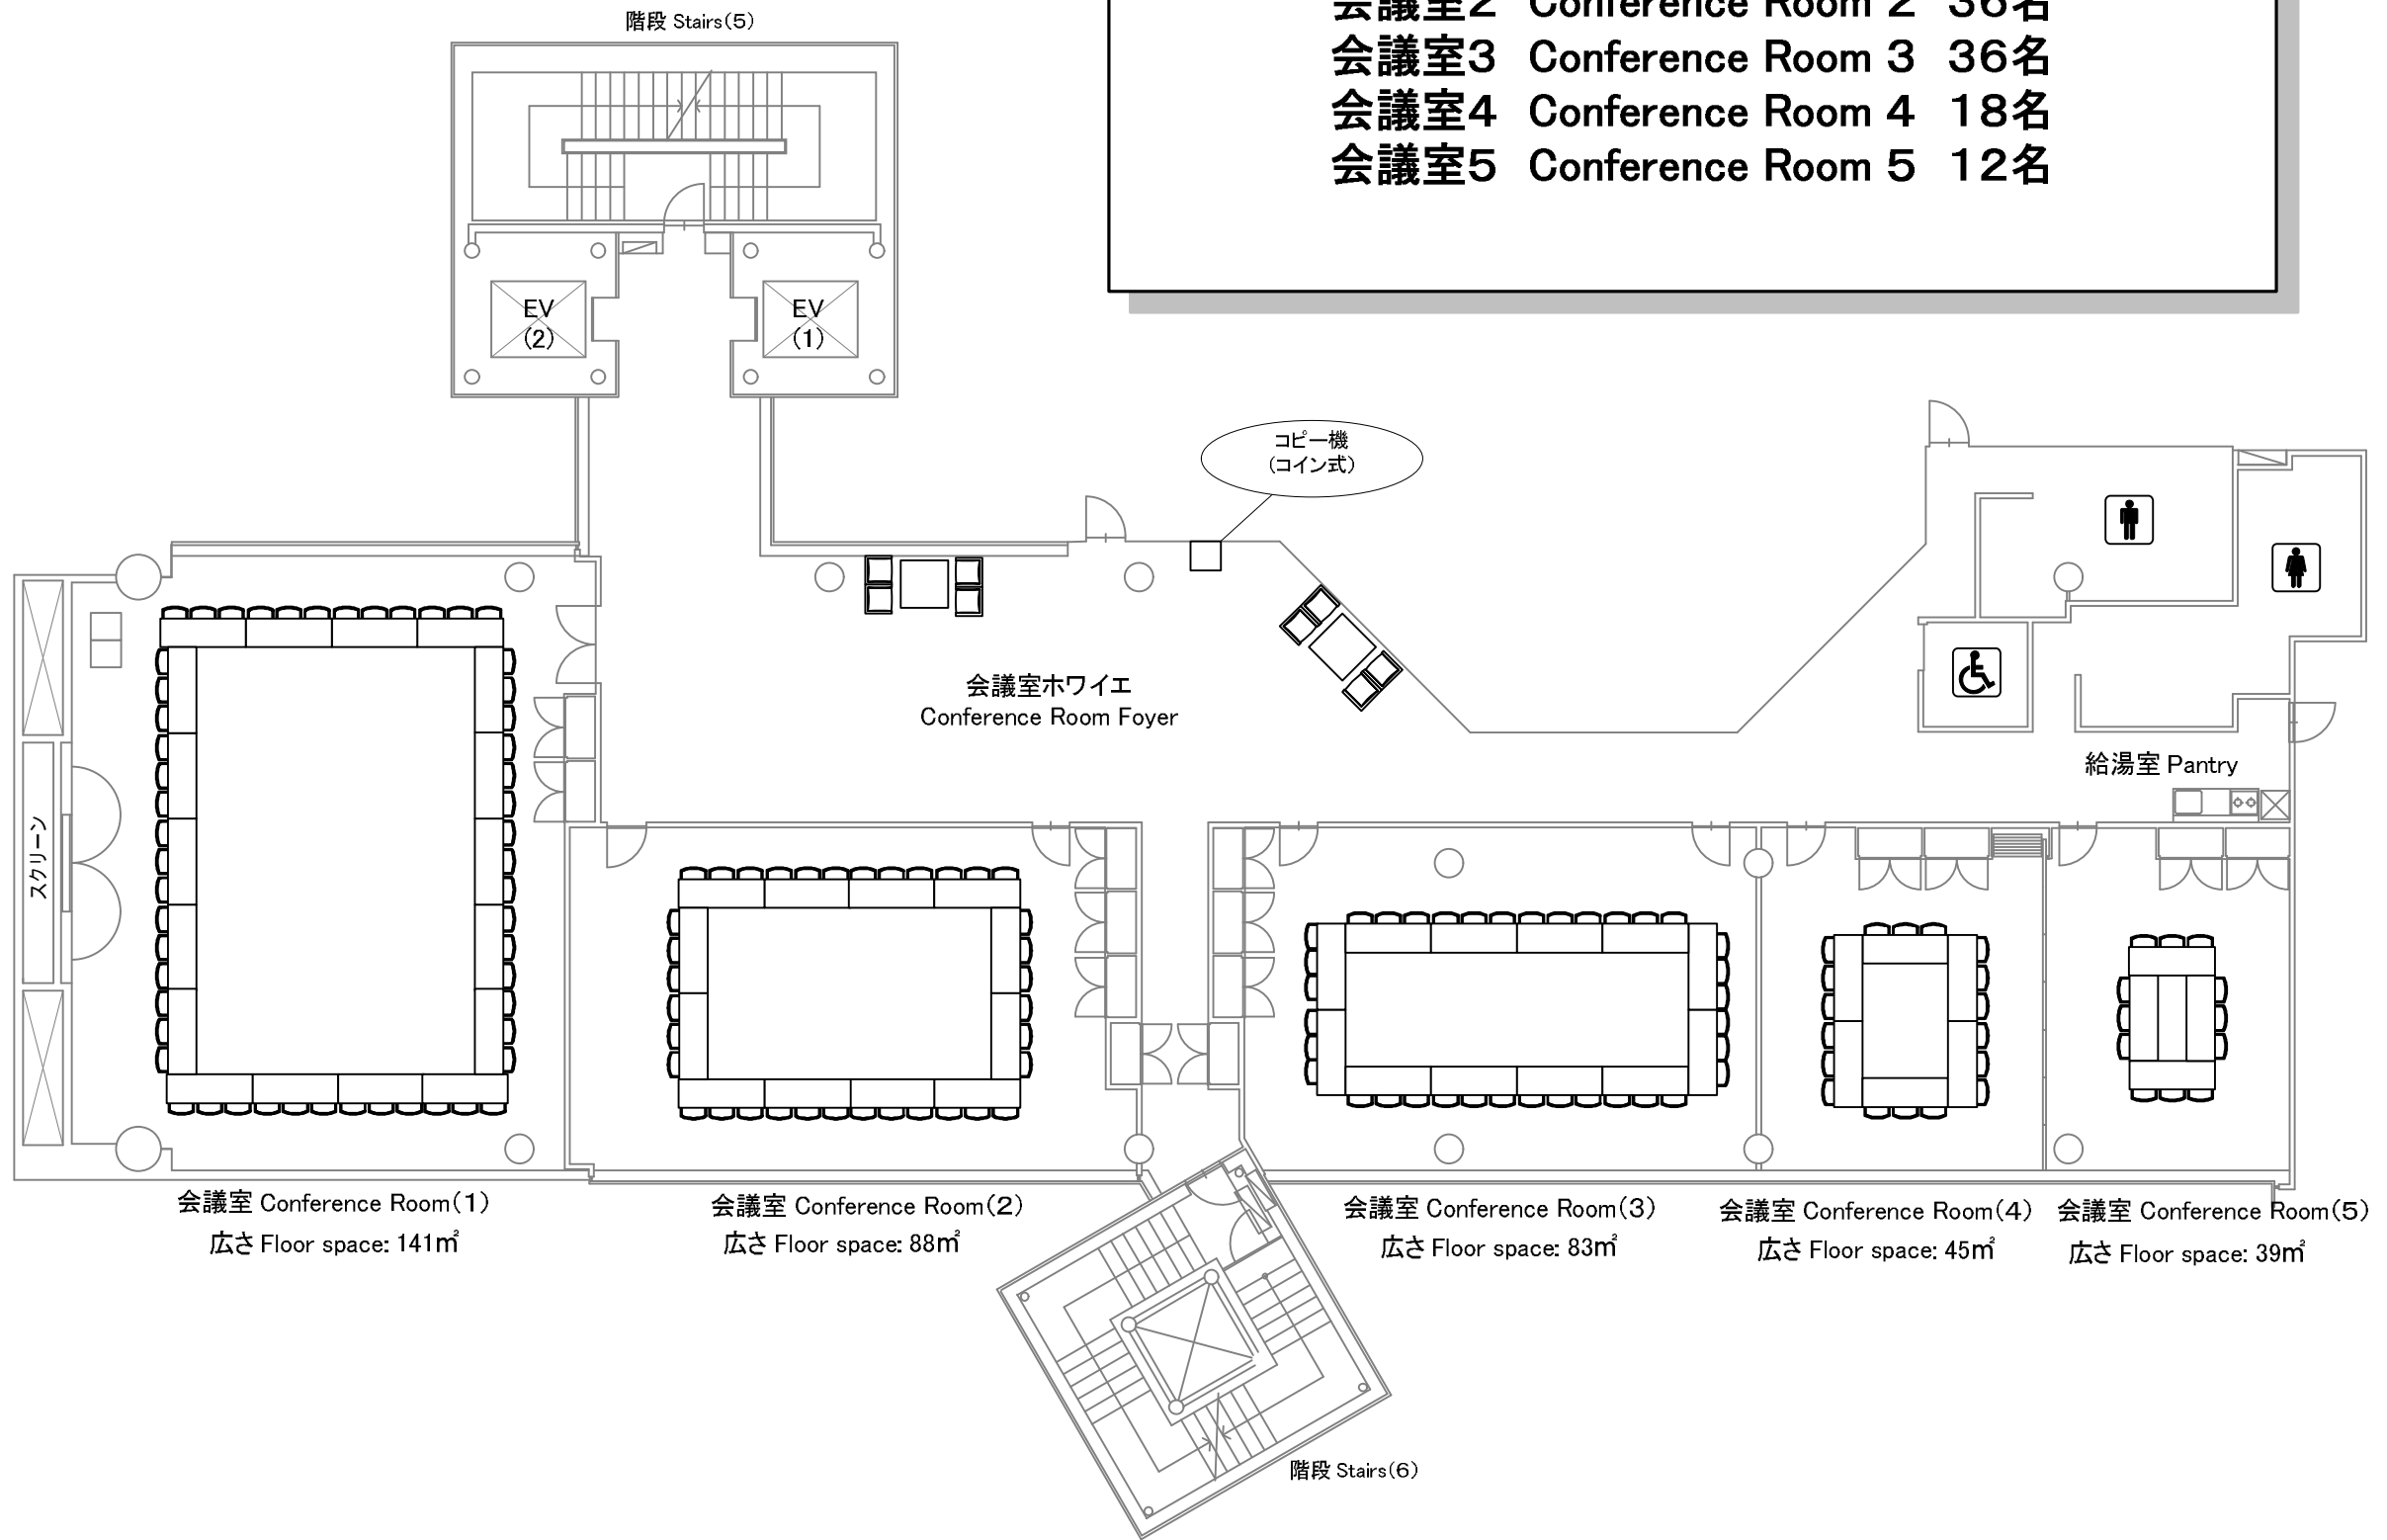 階段 Stairs(5)
会議室2 Conference Room 2 36名
会議室3 Conference Room 3 36名
会議室4 Conference Room 4 18名
会議室5 Conference Room 5 12名
EV
(2)
EV
(1)
コピー機
(コイン式)
会議室ホワイエ
Conference Room Foyer
給湯室 Pantry
スクリーン
会議室 Conference Room(1)
広さ Floor space: 141㎡
会議室 Conference Room(2)
広さ Floor space: 88㎡
会議室 Conference Room(3)
広さ Floor space: 83㎡
会議室 Conference Room(4)
広さ Floor space: 45㎡
会議室 Conference Room(5)
広さ Floor space: 39㎡
階段 Stairs(6)